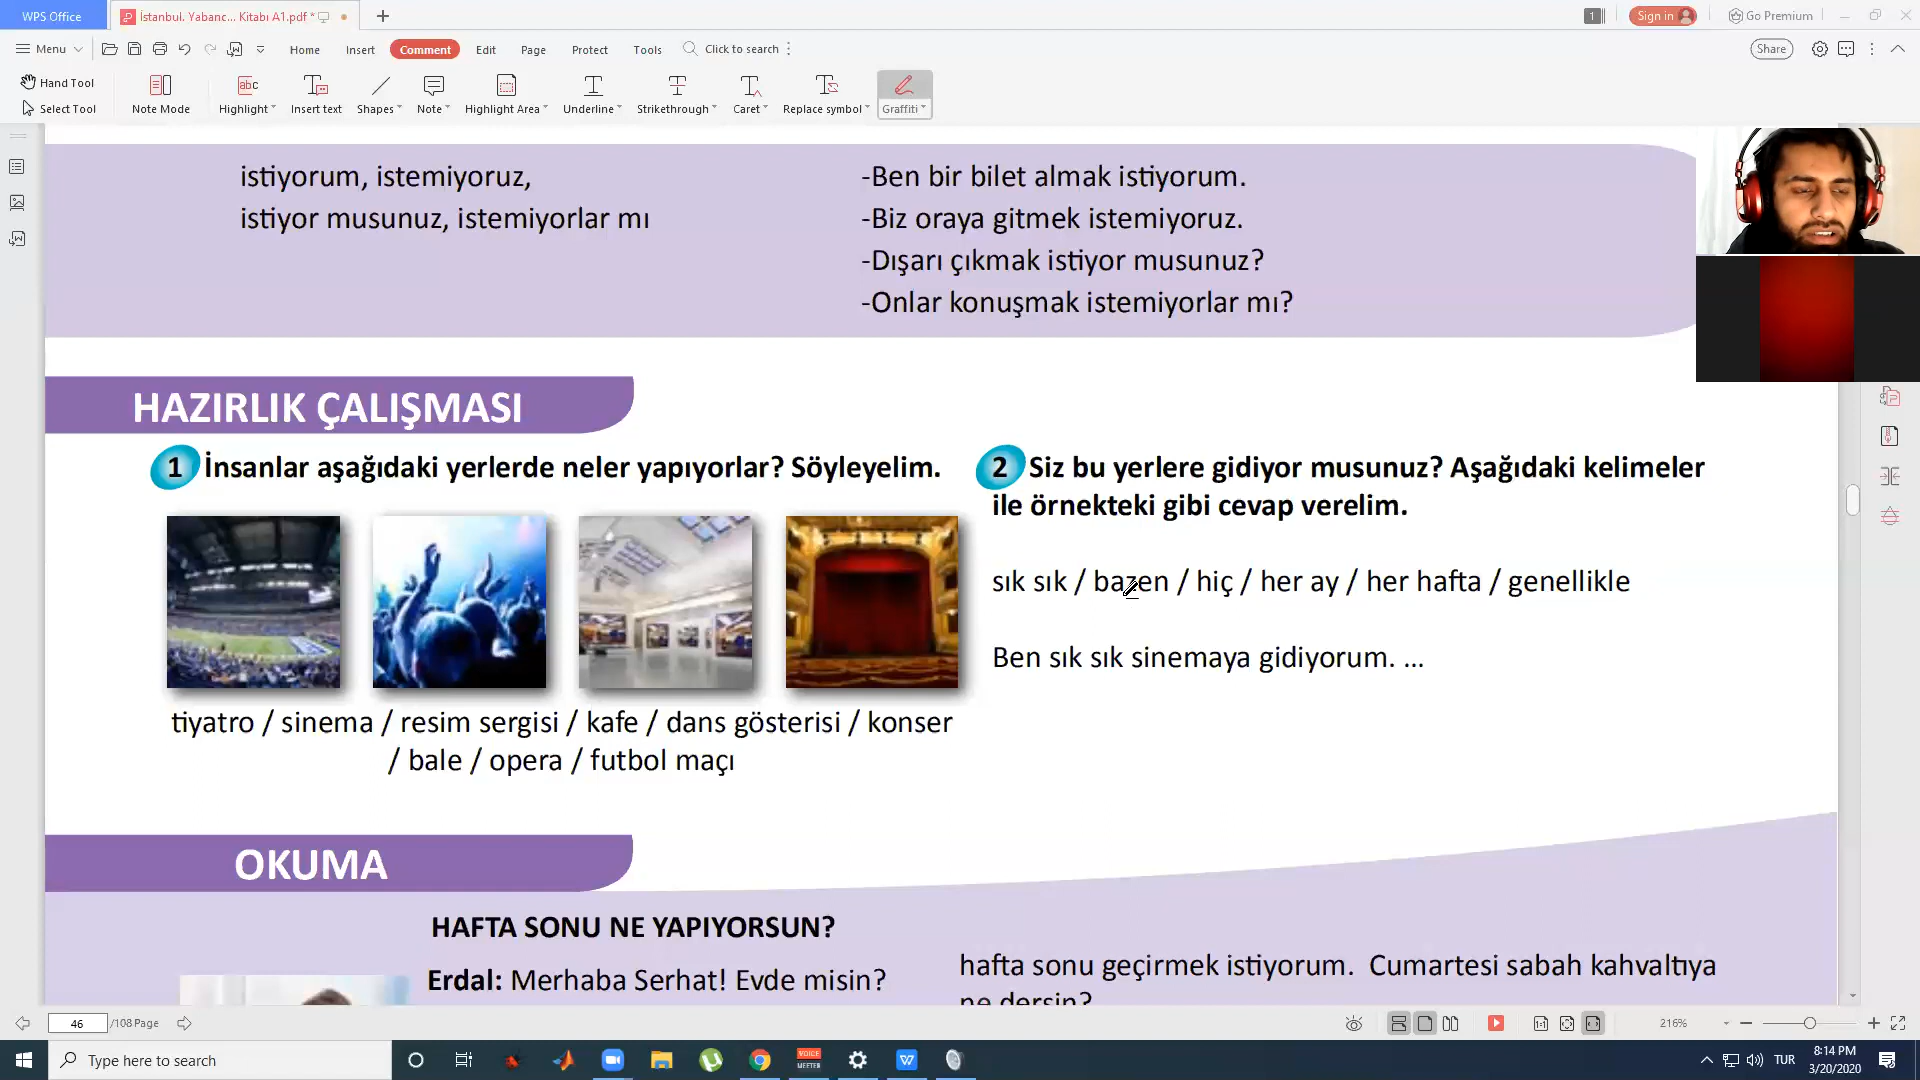 WPS Office
İstanbul. Yabanc... Kitabı A1.pdf *
1
Sign in
Go Premium
Menu
Home
Insert
Comment
Edit
Page
Protect
Tools
Click to search
Share
Hand Tool
Select Tool
Note Mode
Highlight
Insert text
Shapes
Note
Highlight Area
Underline
Strikethrough
Caret
Replace symbol
Graffiti
istiyorum, istemiyoruz,
istiyor musunuz, istemiyorlar mı
-Ben bir bilet almak istiyorum.
-Biz oraya gitmek istemiyoruz.
-Dışarı çıkmak istiyor musunuz?
-Onlar konuşmak istemiyorlar mı?
HAZIRLIK ÇALIŞMASI
1 İnsanlar aşağıdaki yerlerde neler yapıyorlar? Söyleyelim.
tiyatro / sinema / resim sergisi / kafe / dans gösterisi / konser
/ bale / opera / futbol maçı
2 Siz bu yerlere gidiyor musunuz? Aşağıdaki kelimeler
ile örnekteki gibi cevap verelim.
sık sık / bazen / hiç / her ay / her hafta / genellikle
Ben sık sık sinemaya gidiyorum. ...
OKUMA
HAFTA SONU NE YAPIYORSUN?
Erdal: Merhaba Serhat! Evde misin?
hafta sonu geçirmek istiyorum. Cumartesi sabah kahvaltıya
ne dersin?
46 /108 Page
216%
Type here to search
VOICE
MEETER
TUR
8:14 PM
3/20/2020